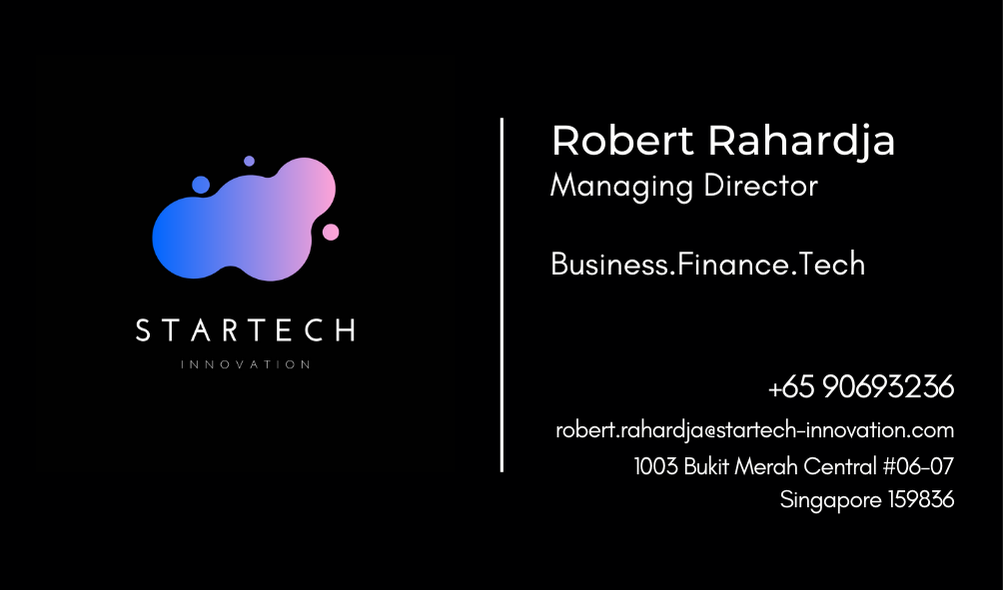 STARTECH
INNOVATION
Robert Rahardja
Managing Director
Business.Finance.Tech
+65 90693236
robert.rahardja@startech-innovation.com
1003 Bukit Merah Central #06-07
Singapore 159836